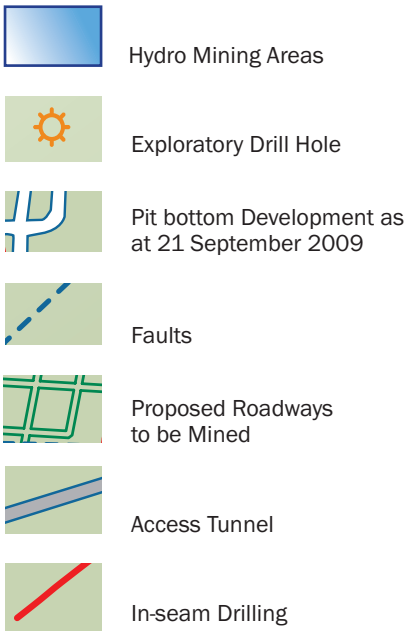 Hydro Mining Areas
Exploratory Drill Hole
Pit bottom Development as
at 21 September 2009
Faults
Proposed Roadways
to be Mined
Access Tunnel
In-seam Drilling